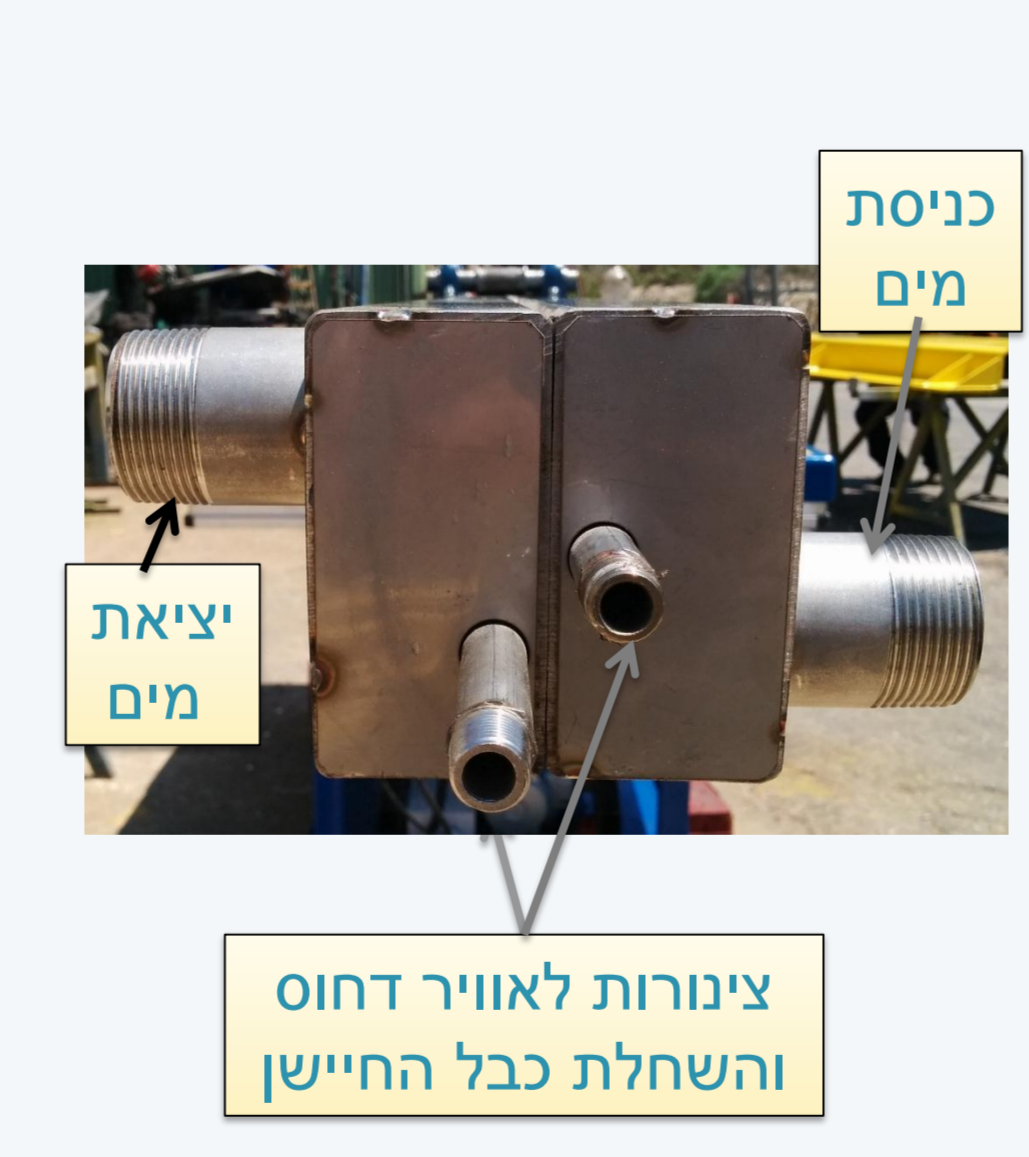 כניסת
מים
יציאת
מים
צינורות לאוויר דחוס
והשחלת כבל החיישן